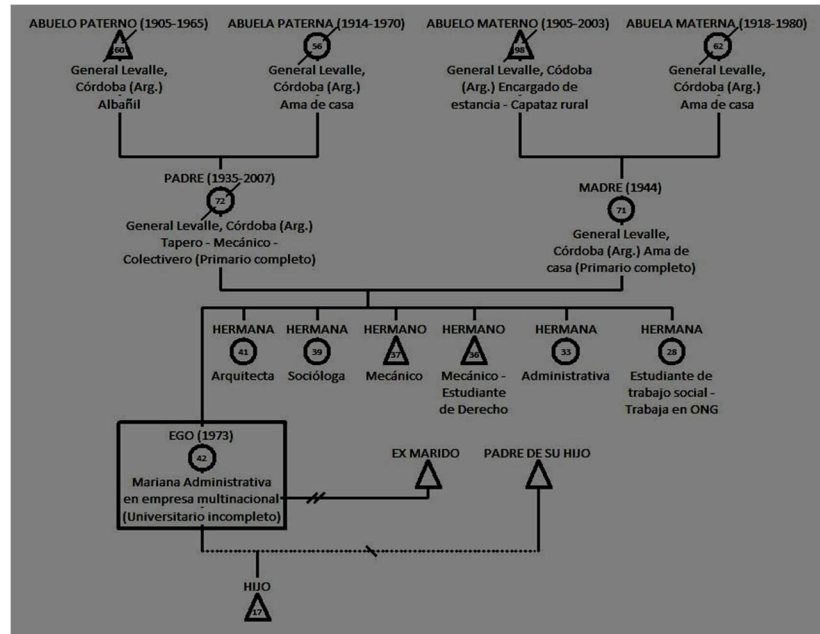 ABUELO PATERNO (1905-1965)
60
General Levalle,
Córdoba (Arg.)
Albañil
ABUELA PATERNA (1914-1970)
56
General Levalle,
Córdoba (Arg.)
Ama de casa
ABUELO MATERNO (1905-2003)
98
General Levalle, Códoba
(Arg.) Encargado de
estancia - Capataz rural
ABUELA MATERNA (1918-1980)
62
General Levalle,
Córdoba (Arg.)
Ama de casa
PADRE (1935-2007)
72
General Levalle, Córdoba (Arg.)
Tapero - Mecánico -
Colectivero (Primario completo)
MADRE (1944)
71
General Levalle,
Córdoba (Arg.) Ama de
casa (Primario completo)
HERMANA
41
Arquitecta
HERMANA
39
Socióloga
HERMANO
37
Mecánico
HERMANO
36
Mecánico -
Estudiante
de Derecho
HERMANA
33
Administrativa
HERMANA
28
Estudiante de
trabajo social -
Trabaja en ONG
EGO (1973)
42
Mariana Administrativa
en empresa multinacional
(Universitario incompleto)
EX MARIDO
PADRE DE SU HIJO
HIJO
17